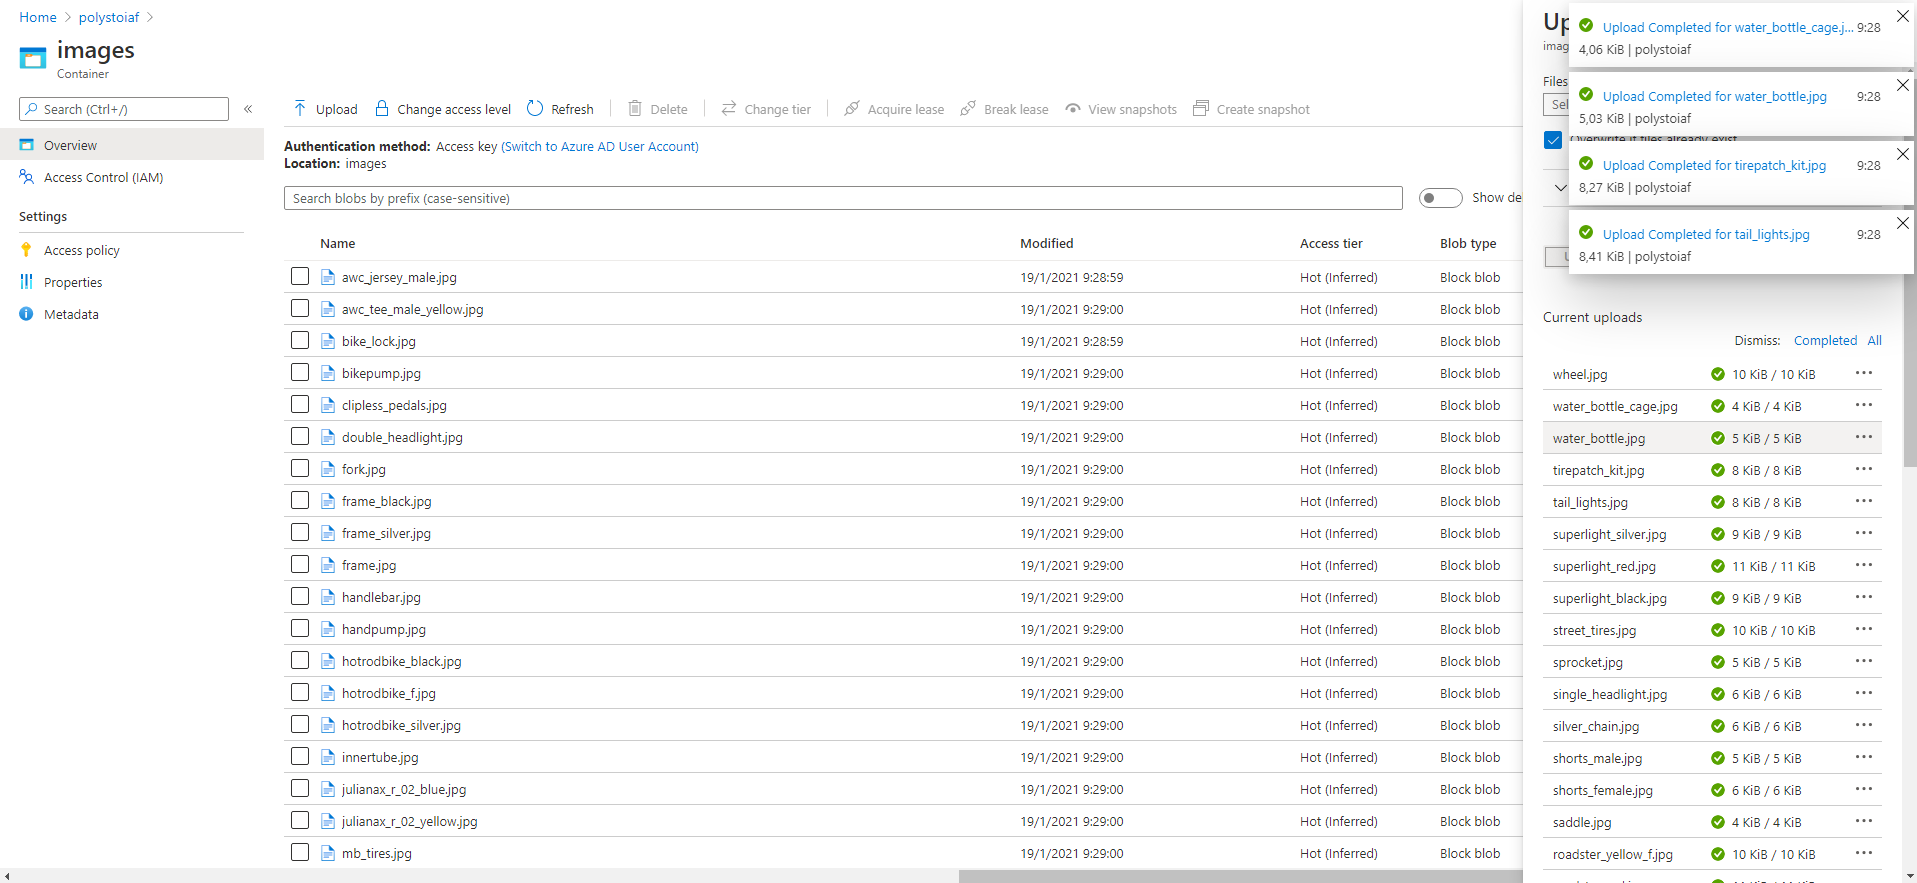 Home > polystoiaf >
images
Container
Search (Ctrl+/)
«
Overview
Access Control (IAM)
Settings
Access policy
Properties
Metadata
Upload Change access level Refresh Delete Change tier Acquire lease Break lease View snapshots Create snapshot
Authentication method: Access key (Switch to Azure AD User Account)
Location: images
Search blobs by prefix (case-sensitive)
Show de
Name Modified Access tier Blob type
awc_jersey_male.jpg 19/1/2021 9:28:59 Hot (Inferred) Block blob
awc_tee_male_yellow.jpg 19/1/2021 9:29:00 Hot (Inferred) Block blob
bike_lock.jpg 19/1/2021 9:28:59 Hot (Inferred) Block blob
bikepump.jpg 19/1/2021 9:29:00 Hot (Inferred) Block blob
clipless_pedals.jpg 19/1/2021 9:29:00 Hot (Inferred) Block blob
double_headlight.jpg 19/1/2021 9:29:00 Hot (Inferred) Block blob
fork.jpg 19/1/2021 9:29:00 Hot (Inferred) Block blob
frame_black.jpg 19/1/2021 9:29:00 Hot (Inferred) Block blob
frame_silver.jpg 19/1/2021 9:29:00 Hot (Inferred) Block blob
frame.jpg 19/1/2021 9:29:00 Hot (Inferred) Block blob
handlebar.jpg 19/1/2021 9:29:00 Hot (Inferred) Block blob
handpump.jpg 19/1/2021 9:29:00 Hot (Inferred) Block blob
hotrodbike_black.jpg 19/1/2021 9:29:00 Hot (Inferred) Block blob
hotrodbike_f.jpg 19/1/2021 9:29:00 Hot (Inferred) Block blob
hotrodbike_silver.jpg 19/1/2021 9:29:00 Hot (Inferred) Block blob
innertube.jpg 19/1/2021 9:29:00 Hot (Inferred) Block blob
julianax_r_02_blue.jpg 19/1/2021 9:29:00 Hot (Inferred) Block blob
julianax_r_02_yellow.jpg 19/1/2021 9:29:00 Hot (Inferred) Block blob
mb_tires.jpg 19/1/2021 9:29:00 Hot (Inferred) Block blob
Up
imag
Files
Sel
Overwrite if files already exist
Upload Completed for water_bottle_cage.j... 9:28
4,06 KiB | polystoiaf
Upload Completed for water_bottle.jpg 9:28
5,03 KiB | polystoiaf
Upload Completed for tirepatch_kit.jpg 9:28
8,27 KiB | polystoiaf
Upload Completed for tail_lights.jpg 9:28
8,41 KiB | polystoiaf
Current uploads
Dismiss: Completed All
wheel.jpg 10 KiB / 10 KiB
water_bottle_cage.jpg 4 KiB / 4 KiB
water_bottle.jpg 5 KiB / 5 KiB
tirepatch_kit.jpg 8 KiB / 8 KiB
tail_lights.jpg 8 KiB / 8 KiB
superlight_silver.jpg 9 KiB / 9 KiB
superlight_red.jpg 11 KiB / 11 KiB
superlight_black.jpg 9 KiB / 9 KiB
street_tires.jpg 10 KiB / 10 KiB
sprocket.jpg 5 KiB / 5 KiB
single_headlight.jpg 6 KiB / 6 KiB
silver_chain.jpg 6 KiB / 6 KiB
shorts_male.jpg 5 KiB / 5 KiB
shorts_female.jpg 6 KiB / 6 KiB
saddle.jpg 4 KiB / 4 KiB
roadster_yellow_f.jpg 10 KiB / 10 KiB